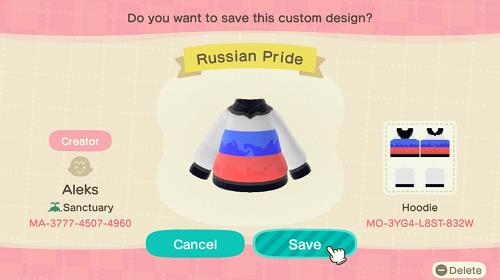 Do you want to save this custom design?
Russian Pride
Creator
Aleks
Sanctuary
MA-3777-4507-4960
Hoodie
MO-3YG4-L8ST-832W
Cancel
Save
Delete